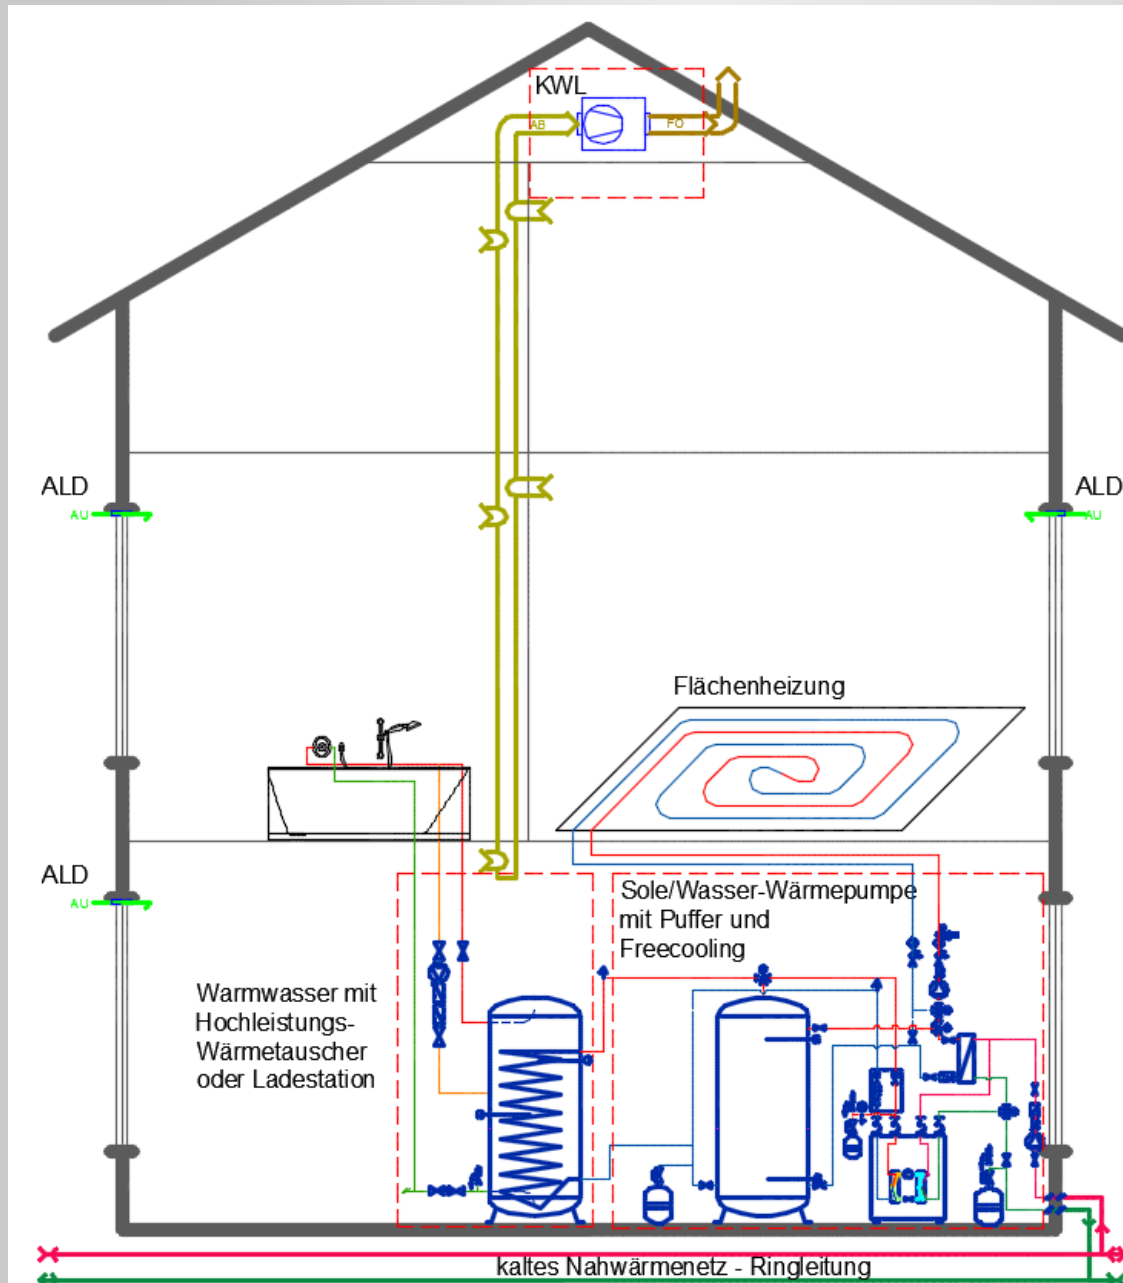 KWL
AB
FO
ALD
ALD
AU
AU
Flächenheizung
ALD
AU
Sole/Wasser-Wärmepumpe
mit Puffer und
Freecooling
Warmwasser mit
Hochleistungs-
Wärmetauscher
oder Ladestation
kaltes Nahwärmenetz - Ringleitung